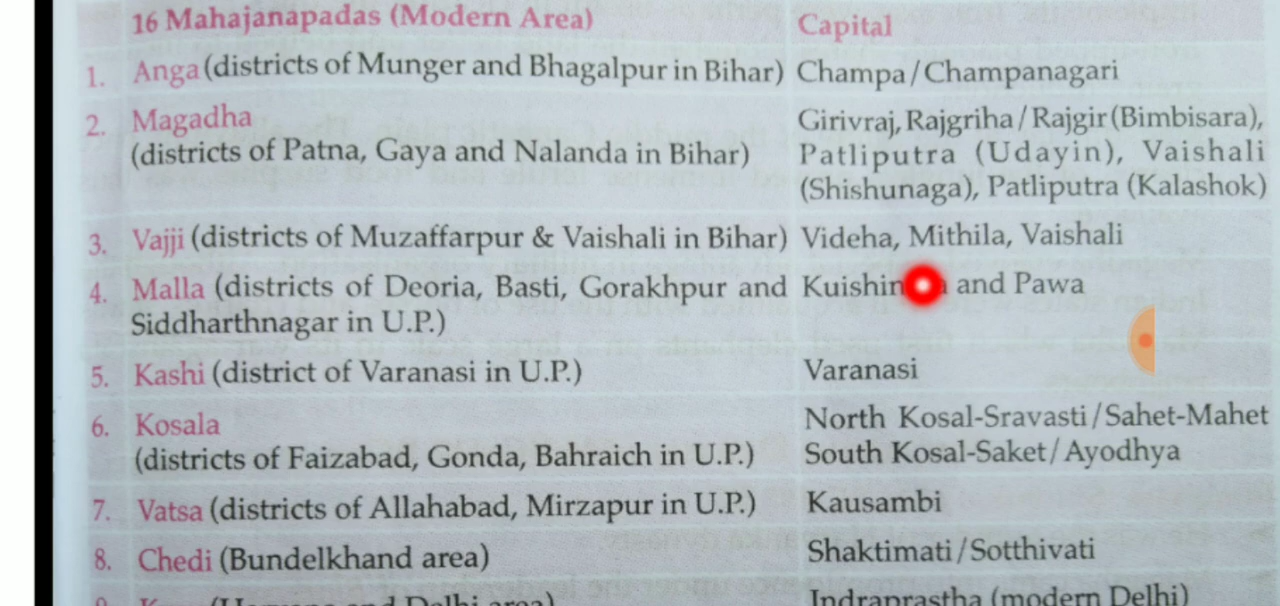 16 Mahajanapadas (Modern Area) Capital
1. Anga (districts of Munger and Bhagalpur in Bihar) Champa/Champanagari
2. Magadha Girivraj, Rajgriha/Rajgir (Bimbisara),
(districts of Patna, Gaya and Nalanda in Bihar) Patliputra (Udayin), Vaishali
(Shishunaga), Patliputra (Kalashok)
3. Vajji (districts of Muzaffarpur & Vaishali in Bihar) Videha, Mithila, Vaishali
4. Malla (districts of Deoria, Basti, Gorakhpur and and Pawa
Siddharthnagar in U.P.)
5. Kashi (district of Varanasi in U.P.) Varanasi
6. Kosala North Kosal-Sravasti/Sahet-Mahet
(districts of Faizabad, Gonda, Bahraich in U.P.) South Kosal-Saket/Ayodhya
7. Vatsa (districts of Allahabad, Mirzapur in U.P.) Kausambi
8. Chedi (Bundelkhand area) Shaktimati/Sotthivati
and Delhi area) Indraprastha (modern Delhi)